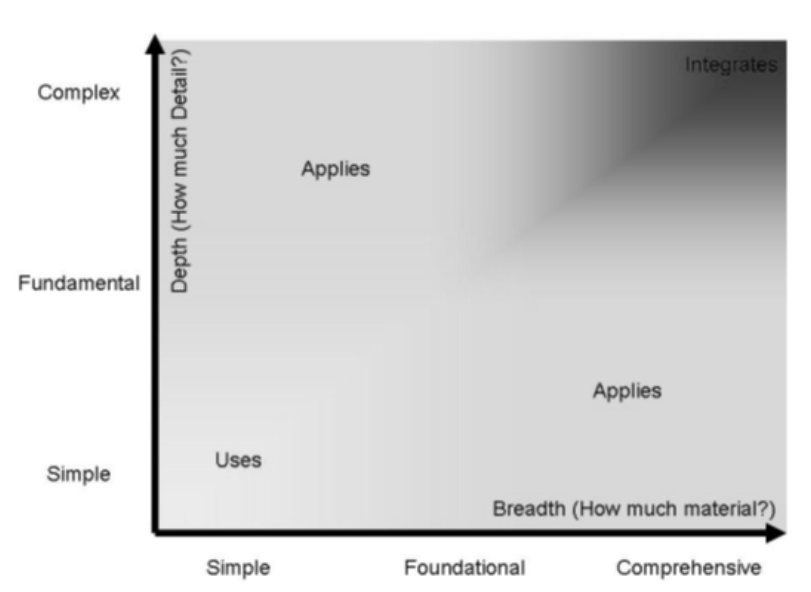 Integrates
Complex
Depth (How much Detail?)
Applies
Fundamental
Applies
Uses
Simple
Breadth (How much material?)
Simple
Foundational
Comprehensive